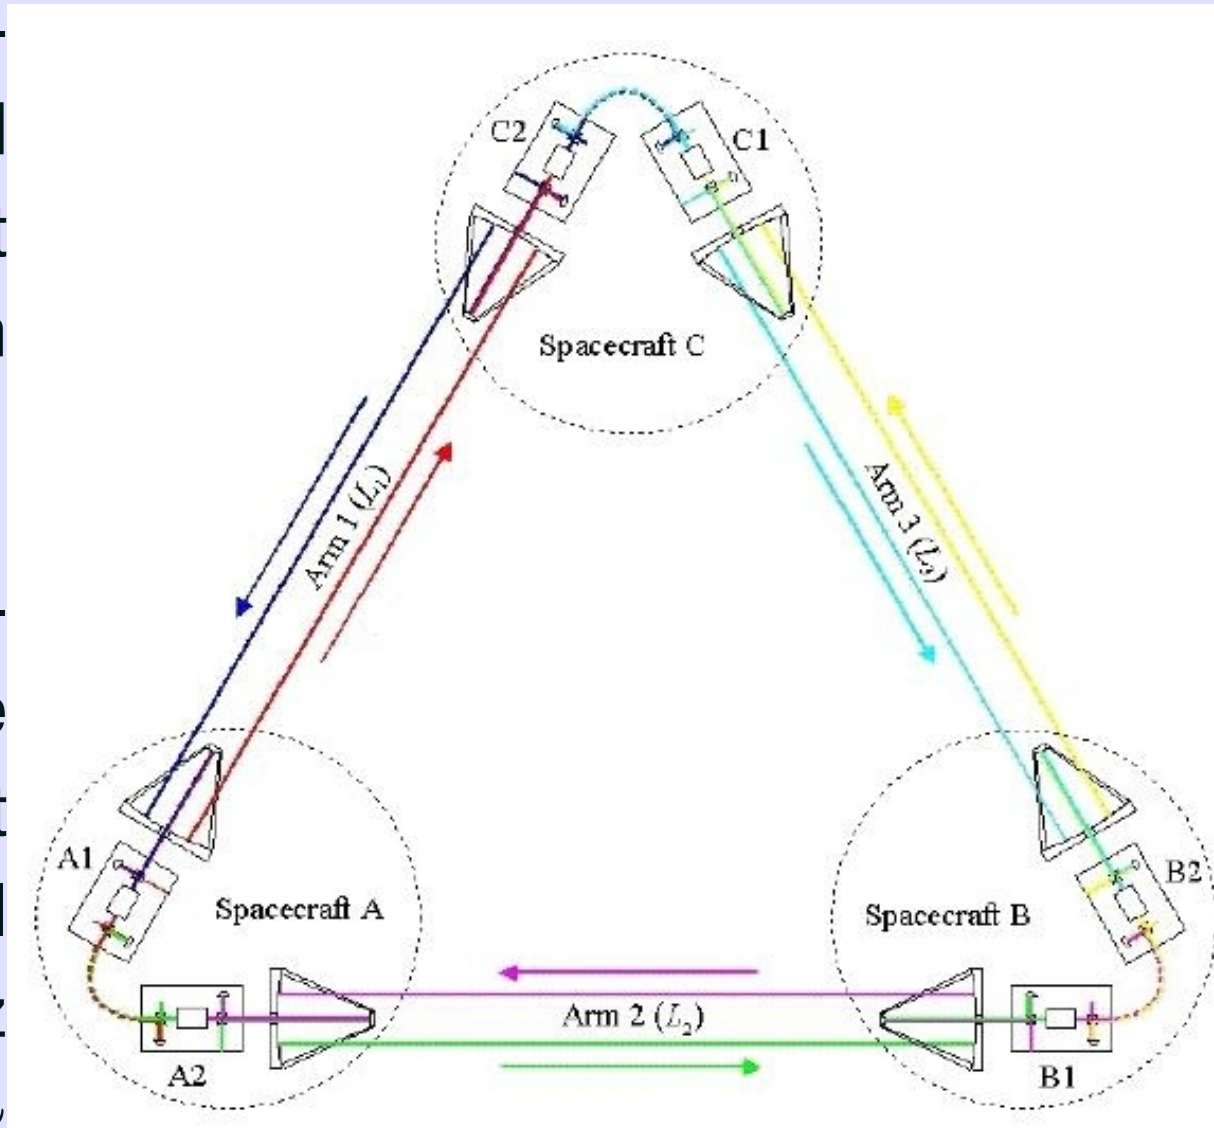 C2
C1
Spacecraft C
Arm 1 (L₁)
Arm 3 (L₃)
A1
Spacecraft A
A2
Arm 2 (L₂)
Spacecraft B
B2
B1